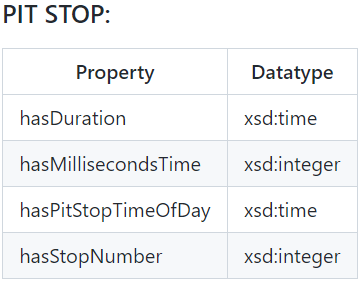 PIT STOP:
Property Datatype
hasDuration xsd:time
hasMillisecondsTime xsd:integer
hasPitStopTimeOfDay xsd:time
hasStopNumber xsd:integer